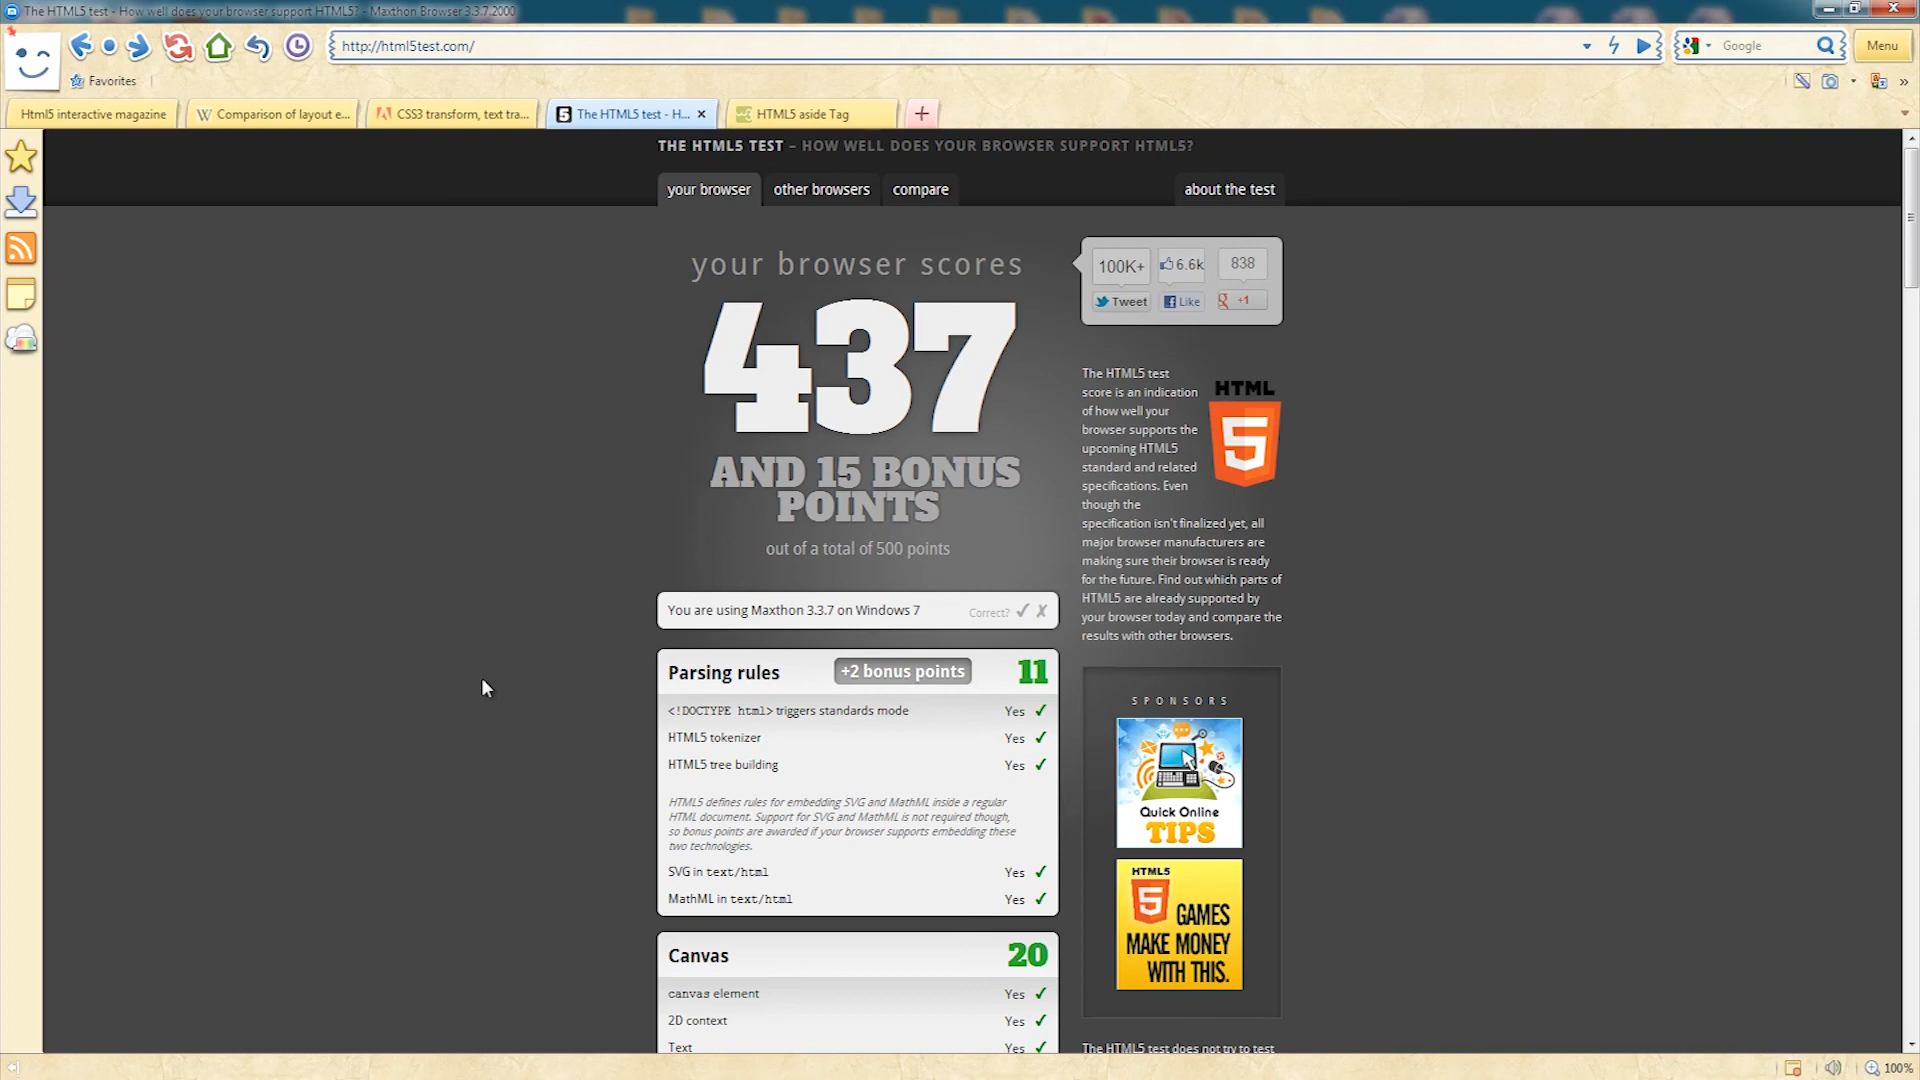 The HTML5 test - How well does your browser support HTML5? - Maxthon Browser 3.3.7.2000
http://html5test.com/
Google
Menu
Favorites
Html5 interactive magazine
Comparison of layout e...
CSS3 transform, text tra...
The HTML5 test - H...
HTML5 aside Tag
THE HTML5 TEST – HOW WELL DOES YOUR BROWSER SUPPORT HTML5?
your browser
other browsers
compare
about the test
your browser scores
437
AND 15 BONUS
POINTS
out of a total of 500 points
100K+
6.6k
838
Tweet
Like
+1
The HTML5 test
score is an indication
of how well your
browser supports the
upcoming HTML5
standard and related
specifications. Even
though the
specification isn't finalized yet, all
major browser manufacturers are
making sure their browser is ready
for the future. Find out which parts of
HTML5 are already supported by
your browser today and compare the
results with other browsers.
HTML
5
You are using Maxthon 3.3.7 on Windows 7
Correct? ✓ ✗
Parsing rules
+2 bonus points
11
<!DOCTYPE html> triggers standards mode
Yes ✓
HTML5 tokenizer
Yes ✓
HTML5 tree building
Yes ✓
HTML5 defines rules for embedding SVG and MathML inside a regular
HTML document. Support for SVG and MathML is not required though,
so bonus points are awarded if your browser supports embedding these
two technologies.
SVG in text/html
Yes ✓
MathML in text/html
Yes ✓
Canvas
20
canvas element
Yes ✓
2D context
Yes ✓
Text
Yes ✓
SPONSORS
Quick Online
TIPS
HTML5
5
GAMES
MAKE MONEY
WITH THIS.
The HTML5 test does not try to test
100%